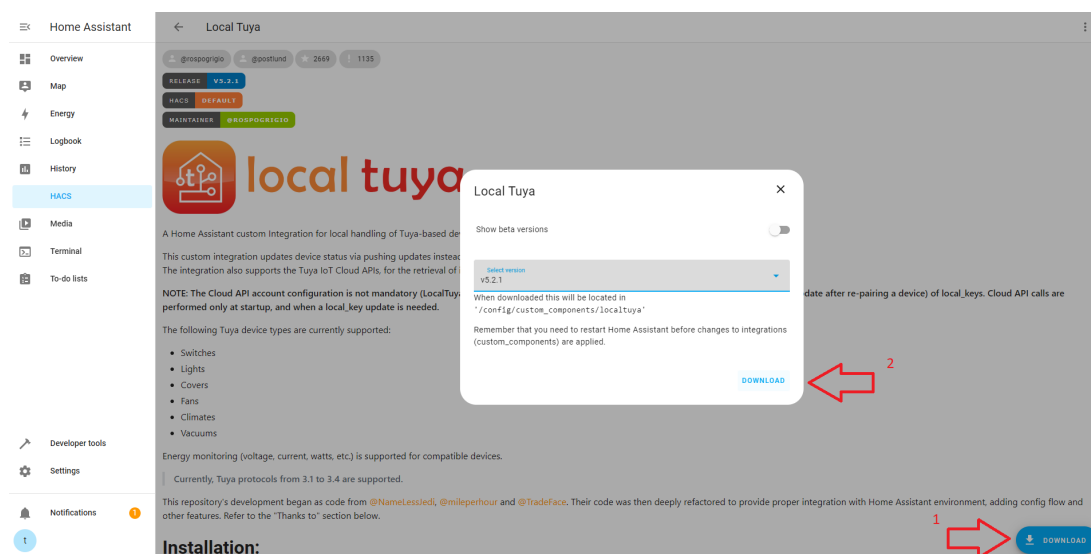 Home Assistant
Local Tuya
Overview
Map
Energy
Logbook
History
HACS
Media
Terminal
To-do lists
Developer tools
Settings
Notifications
1
t
@rospogrigio
@postlund
2669
1135
RELEASE V5.2.1
HACS DEFAULT
MAINTAINER @ROSPOGRIGIO
local tuya
A Home Assistant custom Integration for local handling of Tuya-based
This custom integration updates device status via pushing updates instead
The integration also supports the Tuya IoT Cloud APIs, for the retrieval of
NOTE: The Cloud API account configuration is not mandatory (LocalTuya date after re-pairing a device) of local_keys. Cloud API calls are
performed only at startup, and when a local_key update is needed.
The following Tuya device types are currently supported:
Switches
Lights
Covers
Fans
Climates
Vacuums
Energy monitoring (voltage, current, watts, etc.) is supported for compatible devices.
Currently, Tuya protocols from 3.1 to 3.4 are supported.
This repository's development began as code from @NameLessJedi, @mileperhour and @TradeFace. Their code was then deeply refactored to provide proper integration with Home Assistant environment, adding config flow and
other features. Refer to the "Thanks to" section below.
Installation:
Local Tuya
Show beta versions
Select version
v5.2.1
When downloaded this will be located in
'/config/custom_components/localtuya'
Remember that you need to restart Home Assistant before changes to integrations
(custom_components) are applied.
DOWNLOAD
2
1
DOWNLOAD